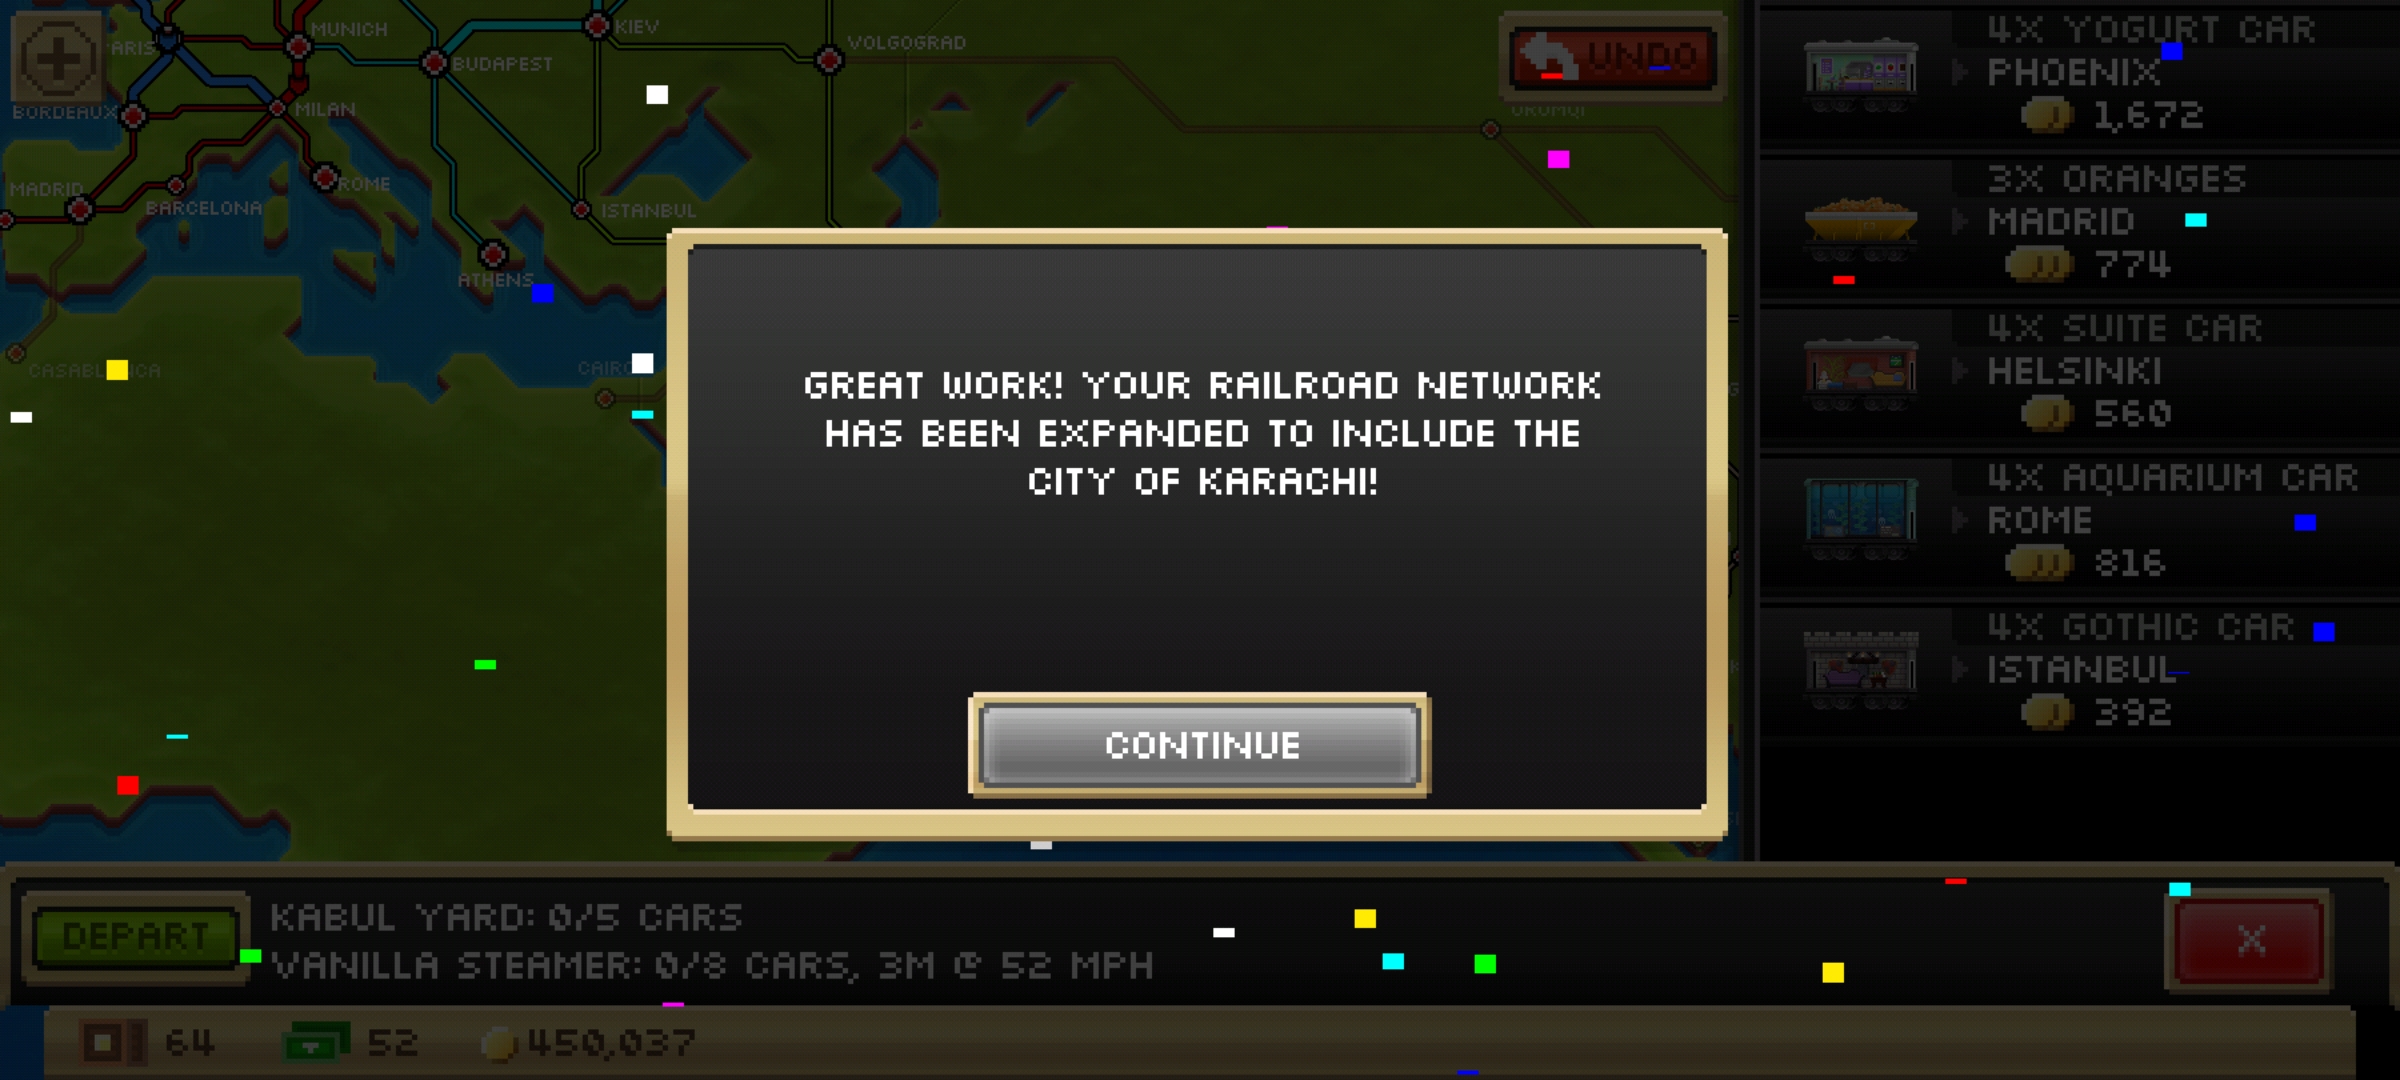 MUNICH
KIEV
VOLGOGRAD
UNDO
4X YOGURT CAR
PHOENIX
1,672
ARIS
BUDAPEST
BORDEAUX
MILAN
URUMQI
3X ORANGES
MADRID
774
MADRID
ROME
BARCELONA
ISTANBUL
ATHENS
4X SUITE CAR
HELSINKI
560
CAIRO
GREAT WORK! YOUR RAILROAD NETWORK
HAS BEEN EXPANDED TO INCLUDE THE
CITY OF KARACHI!
4X AQUARIUM CAR
ROME
816
4X GOTHIC CAR
ISTANBUL
392
CONTINUE
DEPART
KABUL YARD: 0/5 CARS
VANILLA STEAMER: 0/8 CARS, 3M @ 52 MPH
X
64
52
450,037